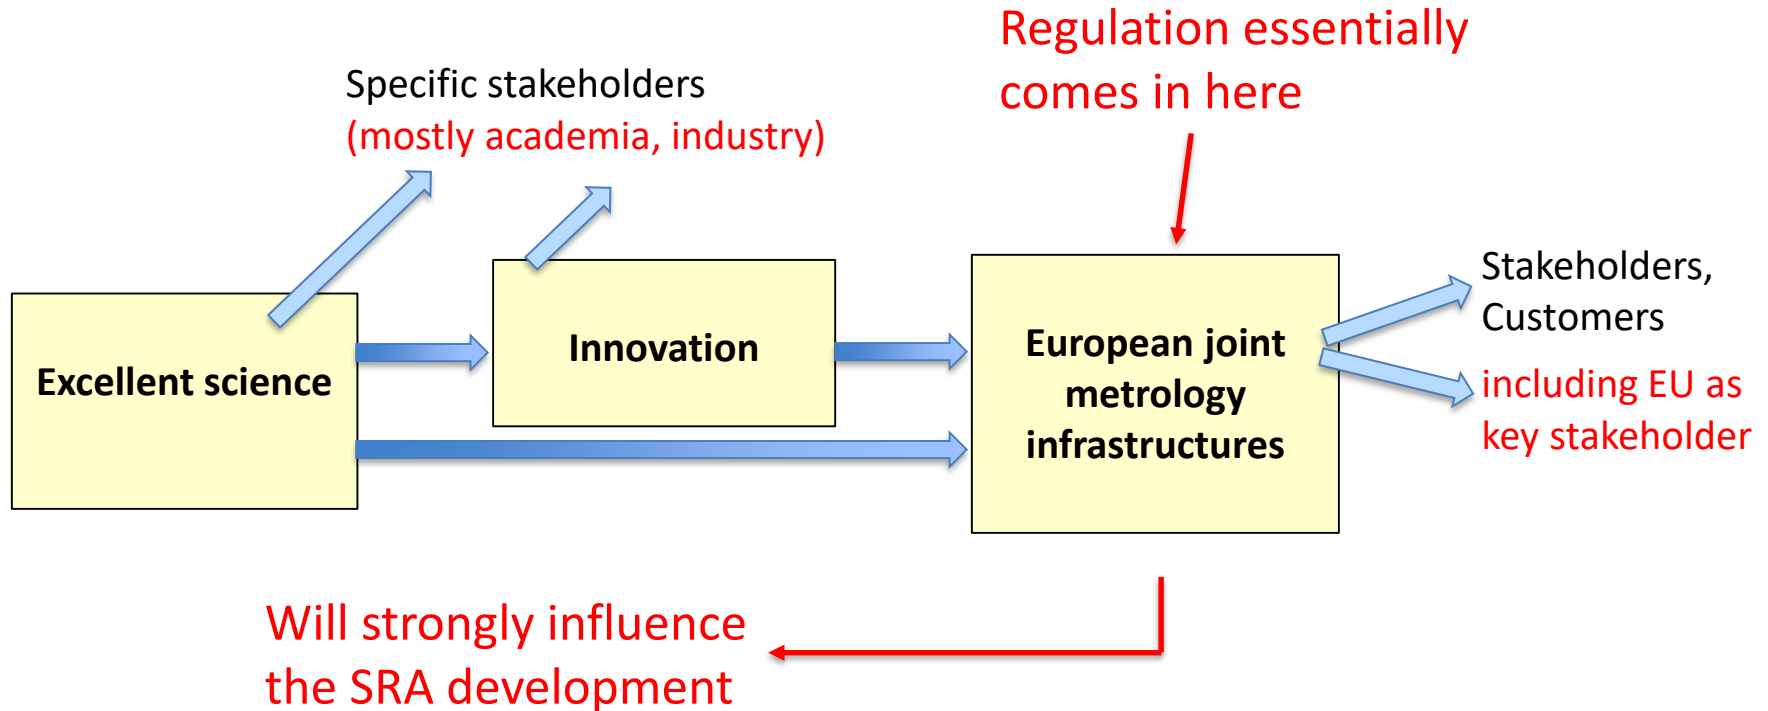 Regulation essentially
comes in here
Specific stakeholders
(mostly academia, industry)
Excellent science
Innovation
European joint
metrology
infrastructures
Stakeholders,
Customers
including EU as
key stakeholder
Will strongly influence
the SRA development